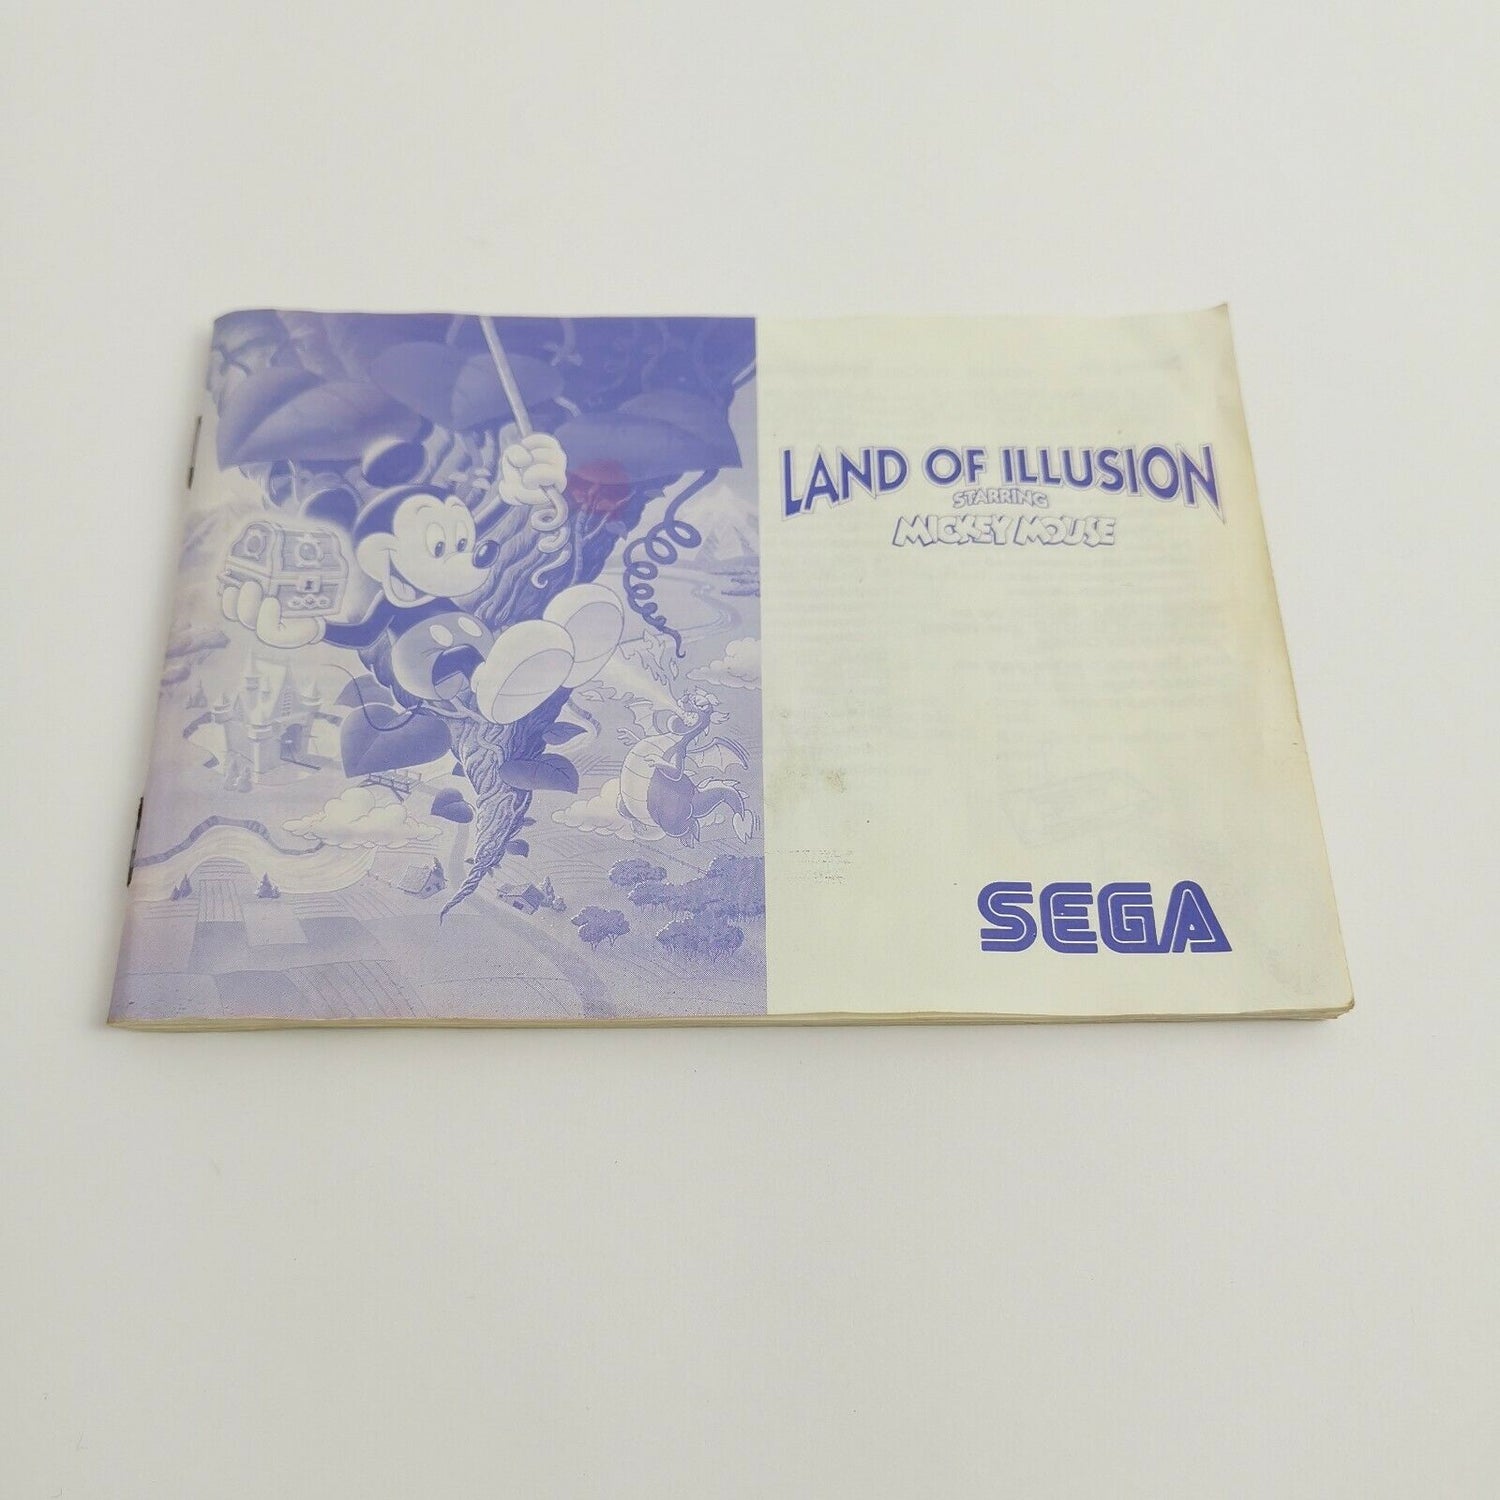 LAND OF ILLUSION
STARRING
MICKEY MOUSE
SEGA